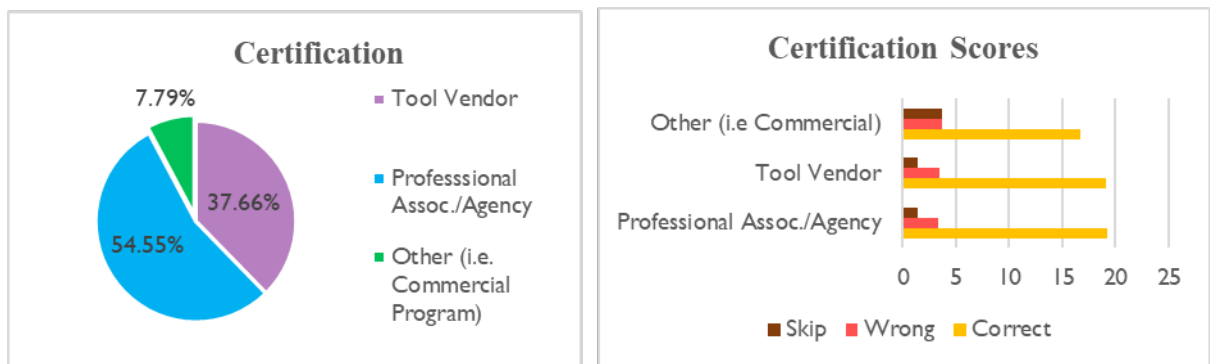 Certification
7.79%
37.66%
54.55%
Tool Vendor
Professsional
Assoc./Agency
Other (i.e.
Commercial
Program)
Certification Scores
Other (i.e Commercial)
Tool Vendor
Professional Assoc./Agency
0 5 10 15 20 25
Skip Wrong Correct